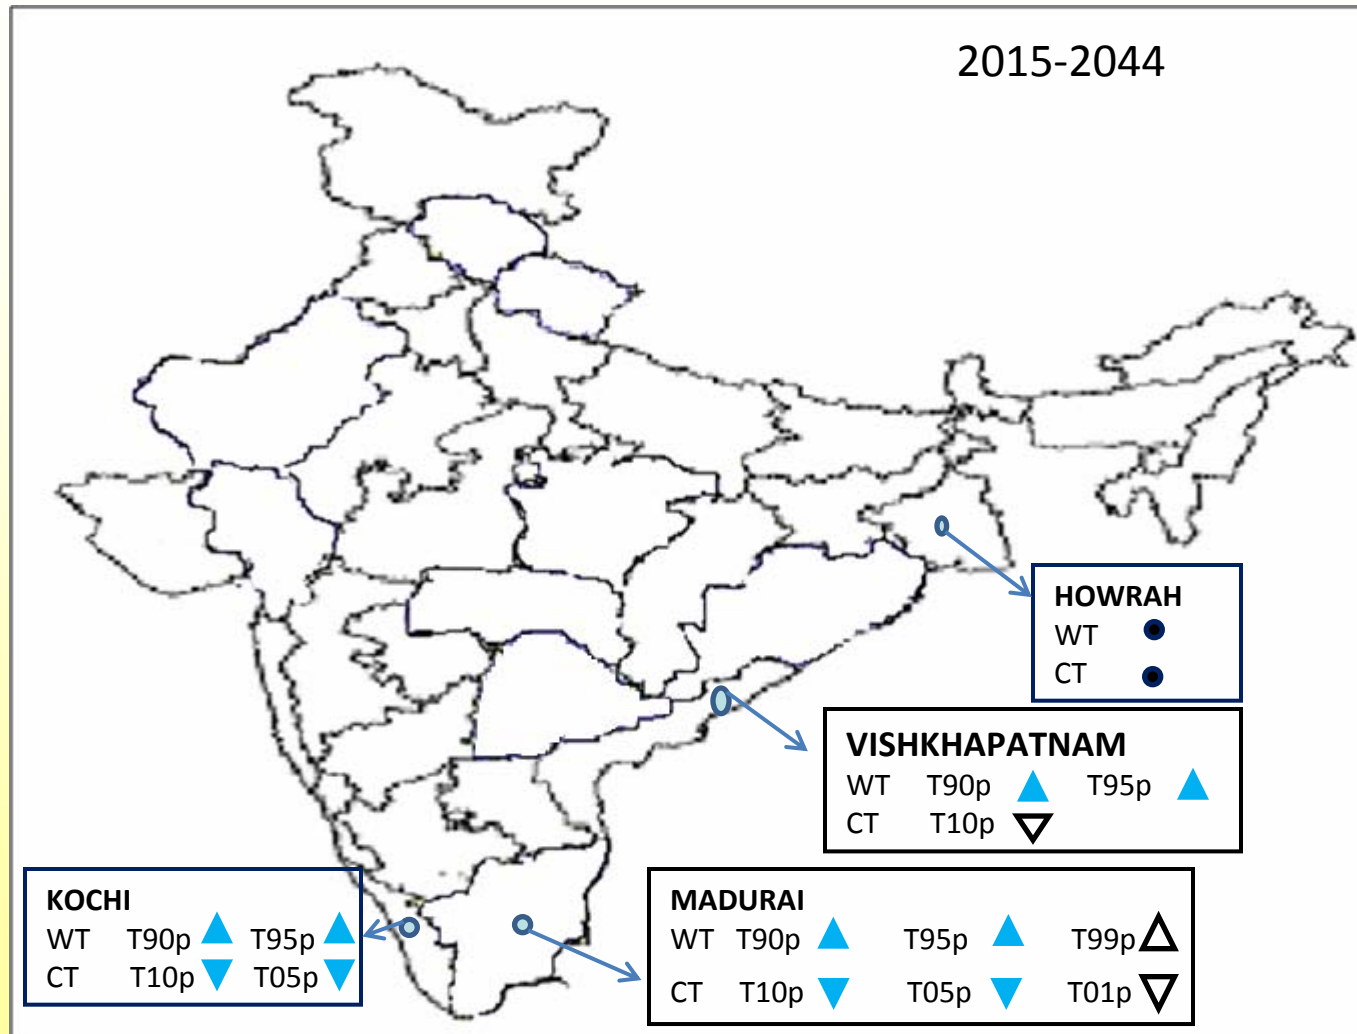 2015-2044
HOWRAH
WT
CT
VISHKHAPATNAM
WT T90p T95p
CT T10p
KOCHI
WT T90p T95p
CT T10p T05p
MADURAI
WT T90p T95p T99p
CT T10p T05p T01p